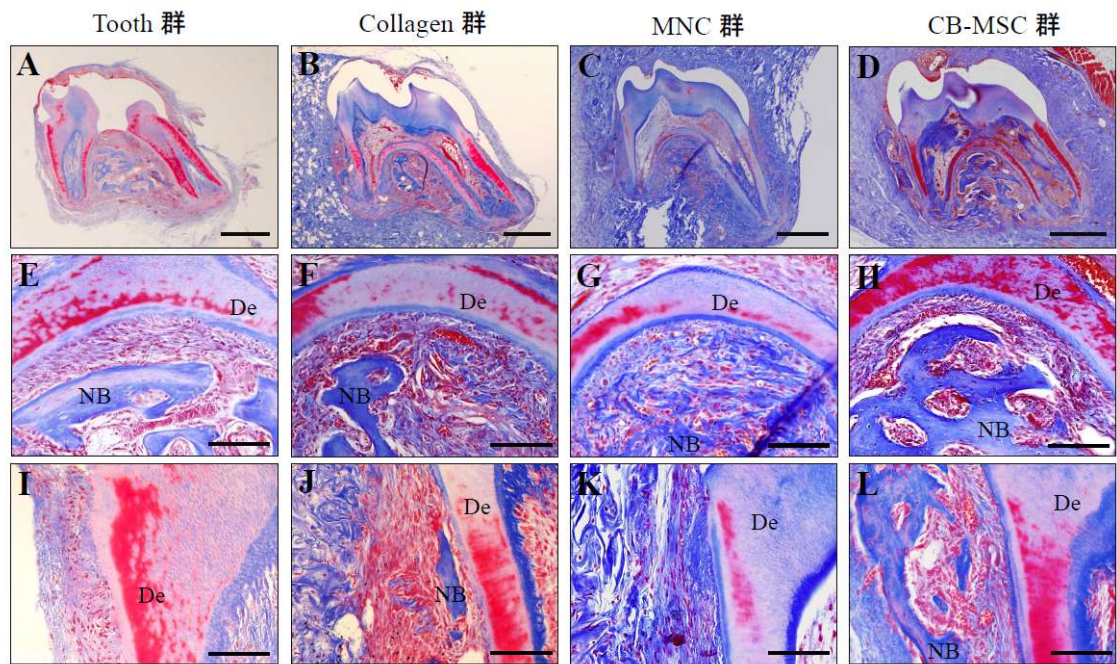 Tooth 群
Collagen 群
MNC 群
CB-MSC 群
A
B
C
D
E
De
NB
F
De
NB
G
De
NB
H
De
NB
I
De
J
De
NB
K
De
L
De
NB